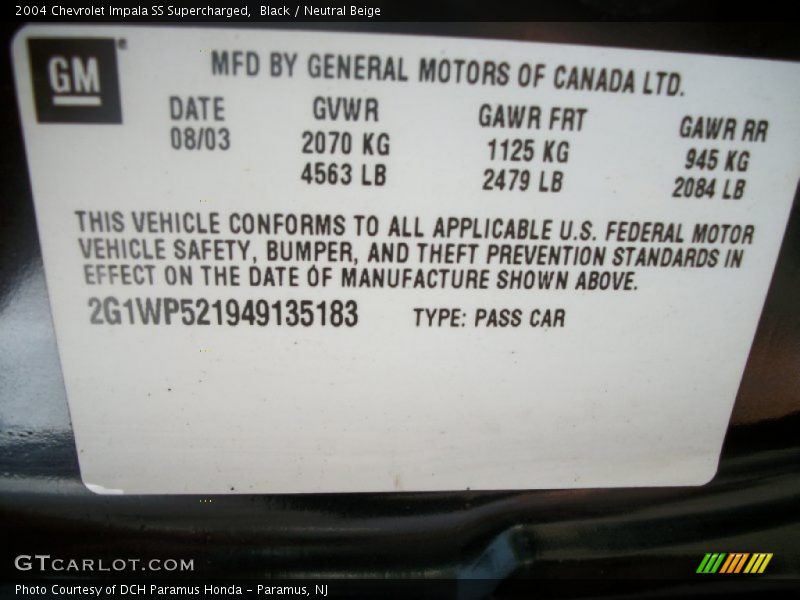 2004 Chevrolet Impala SS Supercharged,  Black / Neutral Beige
GM
MFD BY GENERAL MOTORS OF CANADA LTD.
DATE GVWR GAWR FRT GAWR RR
08/03 2070 KG 1125 KG 945 KG
4563 LB 2479 LB 2084 LB
THIS VEHICLE CONFORMS TO ALL APPLICABLE U.S. FEDERAL MOTOR
VEHICLE SAFETY, BUMPER, AND THEFT PREVENTION STANDARDS IN
EFFECT ON THE DATE OF MANUFACTURE SHOWN ABOVE.
2G1WP521949135183 TYPE: PASS CAR
GTCARLOT.COM
Photo Courtesy of DCH Paramus Honda - Paramus, NJ